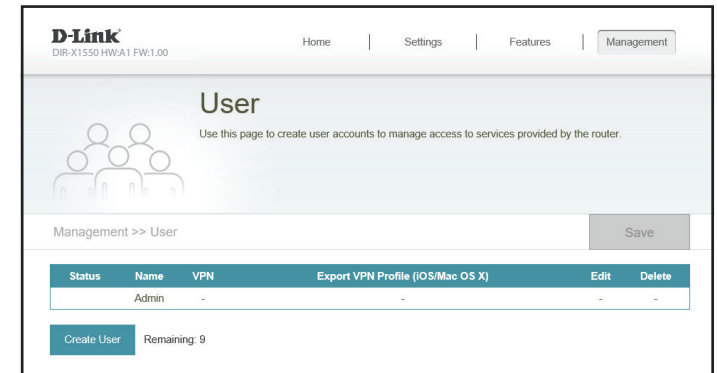 D-Link
DIR-X1550 HW:A1 FW:1.00
Home | Settings | Features | Management
User
Use this page to create user accounts to manage access to services provided by the router.
Management >> User
Save
Status Name VPN Export VPN Profile (iOS/Mac OS X) Edit Delete
Admin - - - -
Create User Remaining: 9